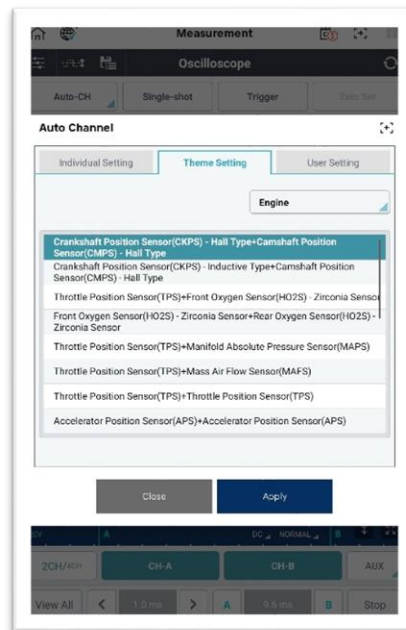 Measurement
Oscilloscope
Auto-CH
Single-shot
Trigger
Zero Set
Auto Channel
Individual Setting
Theme Setting
User Setting
Engine
Crankshaft Position Sensor(CKPS) - Hall Type+Camshaft Position
Sensor(CMPS) - Hall Type
Crankshaft Position Sensor(CKPS) - Inductive Type+Camshaft Position
Sensor(CMPS) - Hall Type
Throttle Position Sensor(TPS)+Front Oxygen Sensor(HO2S) - Zirconia Sensor
Front Oxygen Sensor(HO2S) - Zirconia Sensor+Rear Oxygen Sensor(HO2S) -
Zirconia Sensor
Throttle Position Sensor(TPS)+Manifold Absolute Pressure Sensor(MAPS)
Throttle Position Sensor(TPS)+Mass Air Flow Sensor(MAFS)
Throttle Position Sensor(TPS)+Throttle Position Sensor(TPS)
Accelerator Position Sensor(APS)+Accelerator Position Sensor(APS)
Close
Apply
A
DC
NORMAL
B
2CH/4CH
CH-A
CH-B
AUX
View All
1.0 ms
A
9.6 ms
B
Stop